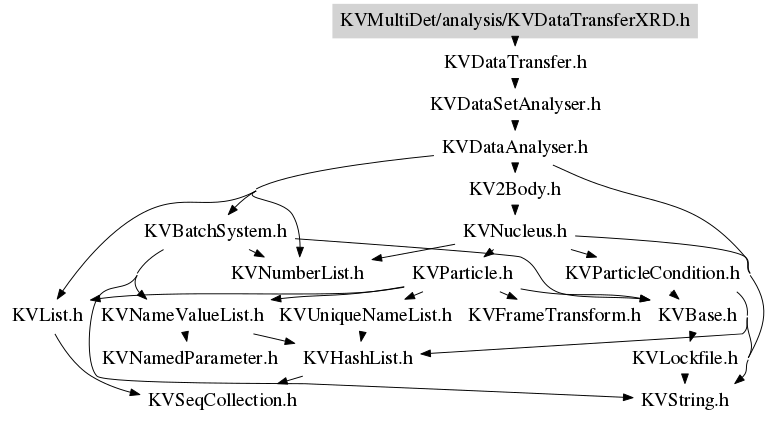 KVMultiDet/analysis/KVDataTransferXRD.h
KVDataTransfer.h
KVDataSetAnalyser.h
KVDataAnalyser.h
KV2Body.h
KVBatchSystem.h
KVNucleus.h
KVNumberList.h
KVParticle.h
KVParticleCondition.h
KVList.h
KVNameValueList.h
KVUniqueNameList.h
KVFrameTransform.h
KVBase.h
KVNamedParameter.h
KVHashList.h
KVLockfile.h
KVSeqCollection.h
KVString.h